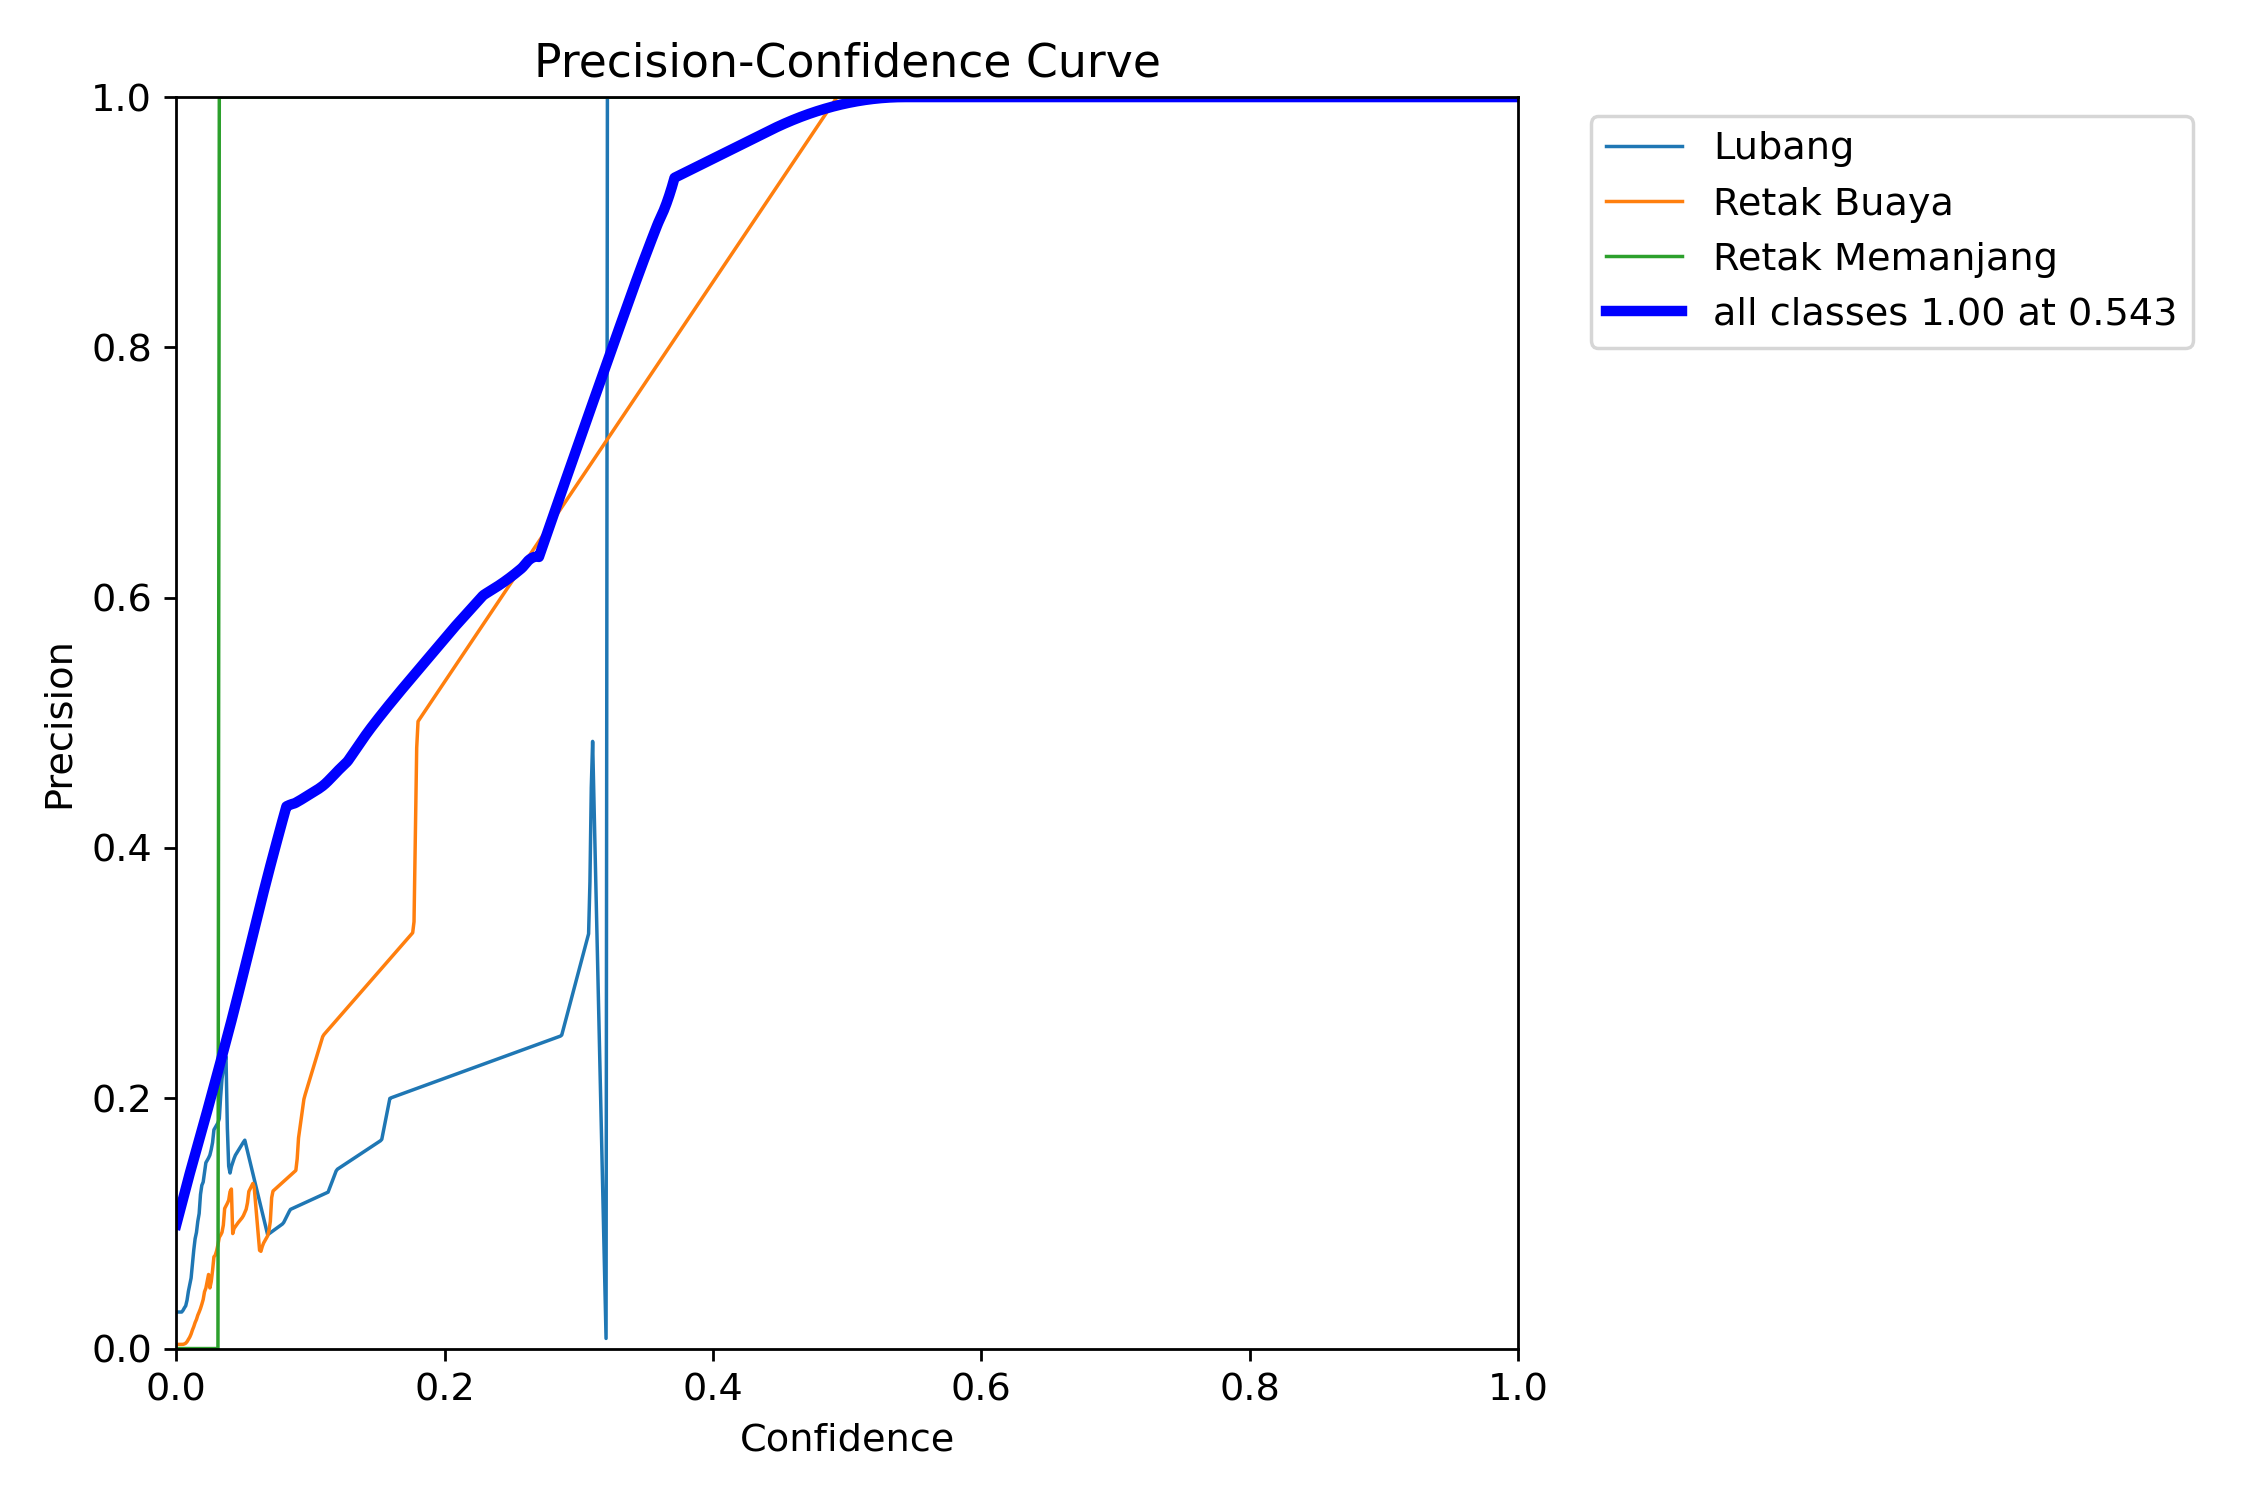 Precision-Confidence Curve
1.0
0.8
0.6
0.4
0.2
0.0
Precision
0.0 0.2 0.4 0.6 0.8 1.0
Confidence
Lubang
Retak Buaya
Retak Memanjang
all classes 1.00 at 0.543